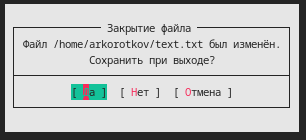 Закрытие файла
Файл /home/arkorotkov/text.txt был изменён.
Сохранить при выходе?
[ Да ] [ Нет ] [ Отмена ]